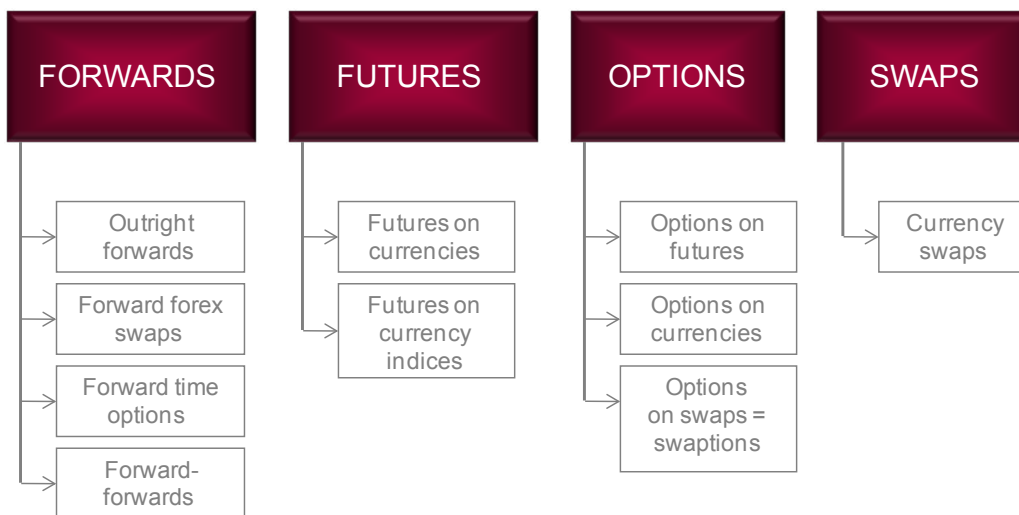 FORWARDS
Outright
forwards
Forward forex
swaps
Forward time
options
Forward-
forwards
FUTURES
Futures on
currencies
Futures on
currency
indices
OPTIONS
Options on
futures
Options on
currencies
Options
on swaps =
swaptions
SWAPS
Currency
swaps